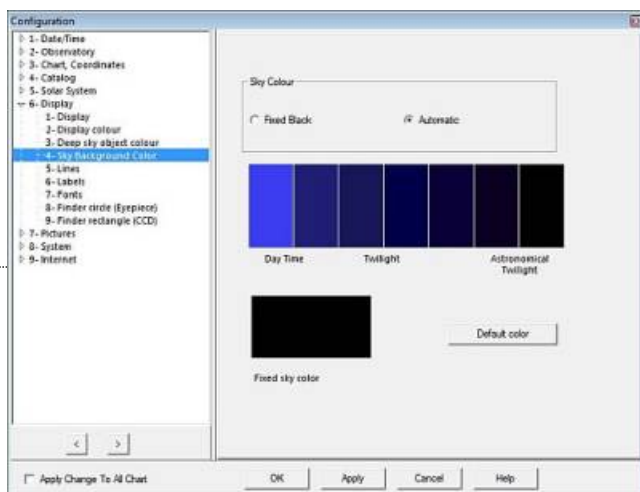 Configuration
1- Date/Time
2- Observatory
3- Chart, Coordinates
4- Catalog
5- Solar System
6- Display
1- Display
2- Display colour
3- Deep sky object colour
4- Sky Background Color
5- Lines
6- Labels
7- Fonts
8- Finder circle (Eyepiece)
9- Finder rectangle (CCD)
7- Pictures
8- System
9- Internet
< >
Sky Colour
Fixed Black Automatic
Day Time Twilight Astronomical
Twilight
Default color
Fixed sky color
Apply Change To All Chart OK Apply Cancel Help